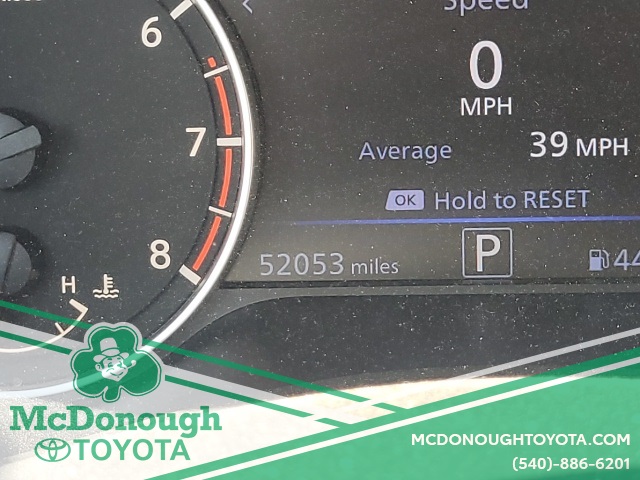 Speed
6
0
MPH
7
Average 39 MPH
OK Hold to RESET
8
52053 miles P 44
H
McDonough
TOYOTA
MCDONOUGHTOYOTA.COM
(540)-886-6201